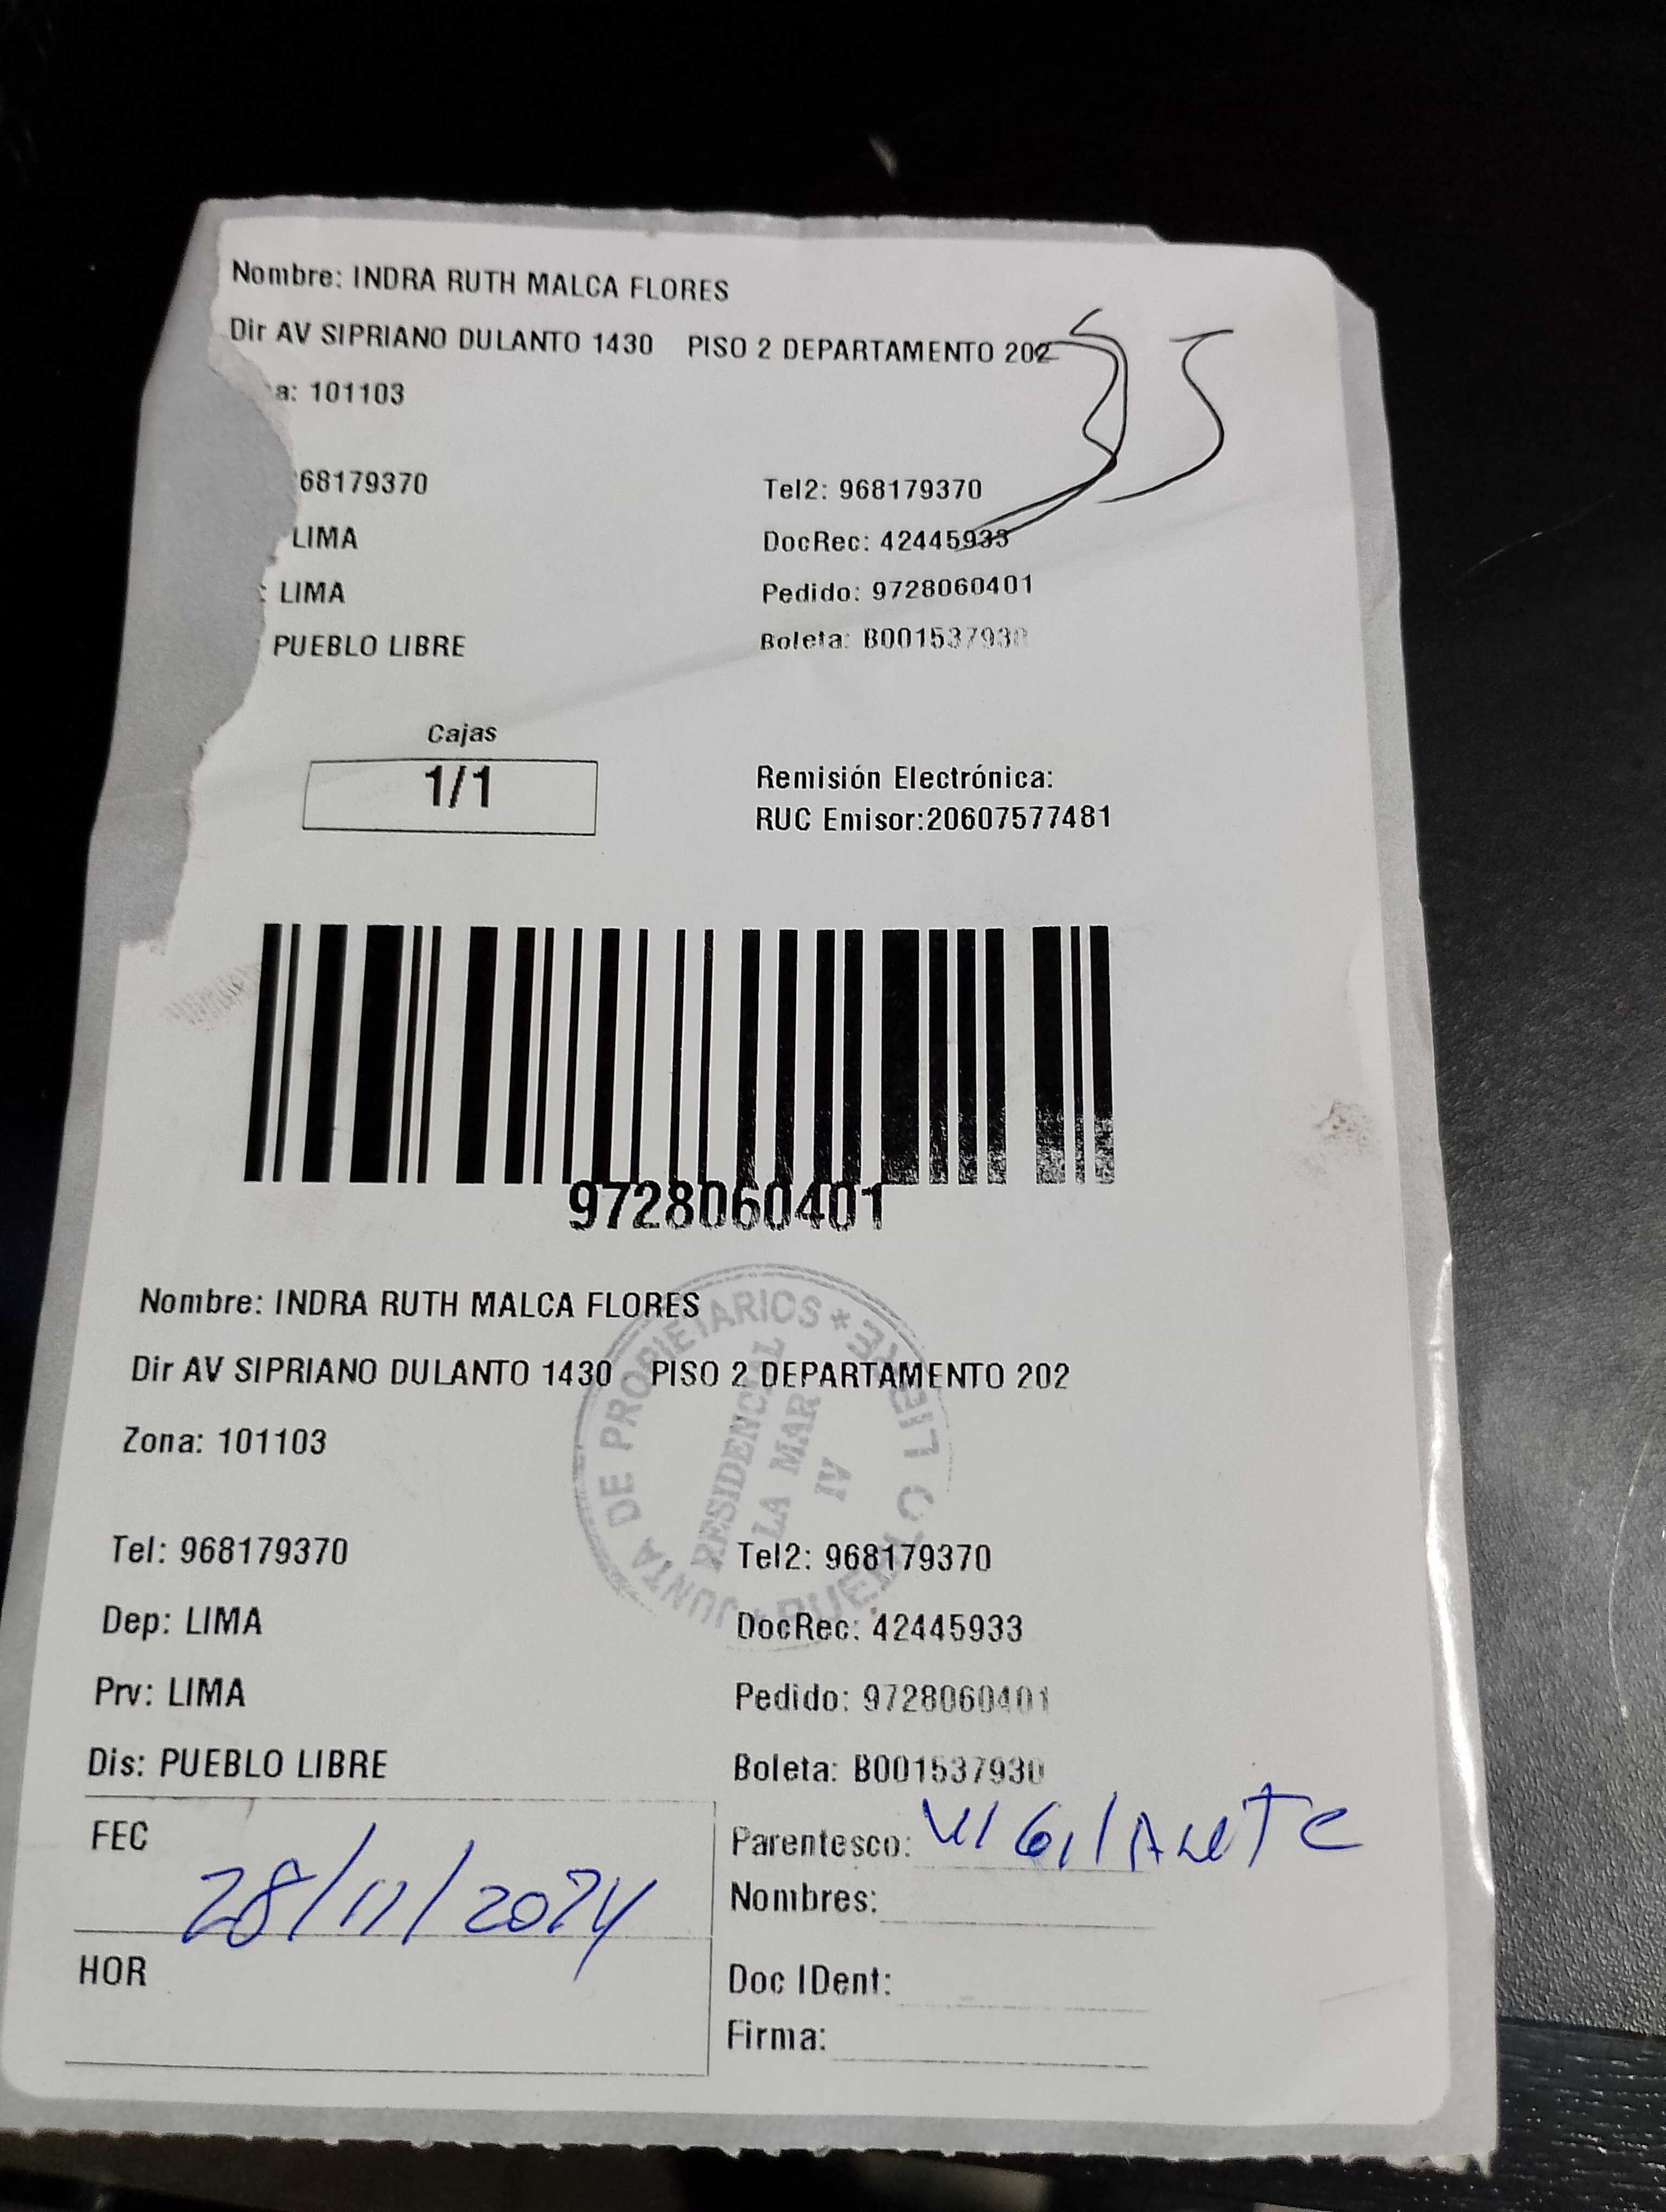 Nombre: INDRA RUTH MALCA FLORES
Dir AV SIPRIANO DULANTO 1430 PISO 2 DEPARTAMENTO 202
a: 101103
68179370 Tel2: 968179370
LIMA DocRec: 42445933
: LIMA Pedido: 9728060401
PUEBLO LIBRE Boleta: B001537930
Cajas
1/1
Remisión Electrónica:
RUC Emisor:20607577481
9728060401
Nombre: INDRA RUTH MALCA FLORES
Dir AV SIPRIANO DULANTO 1430 PISO 2 DEPARTAMENTO 202
Zona: 101103
JUNTA DE PROPIETARIOS * PUEBLO LIBRE *
RESIDENCIAL
LA MAR
IV
Tel: 968179370 Tel2: 968179370
Dep: LIMA DocRec: 42445933
Prv: LIMA Pedido: 9728060401
Dis: PUEBLO LIBRE Boleta: B001537930
FEC 28/11/2024
Parentesco: VIGILANTE
Nombres:
HOR
Doc IDent:
Firma: